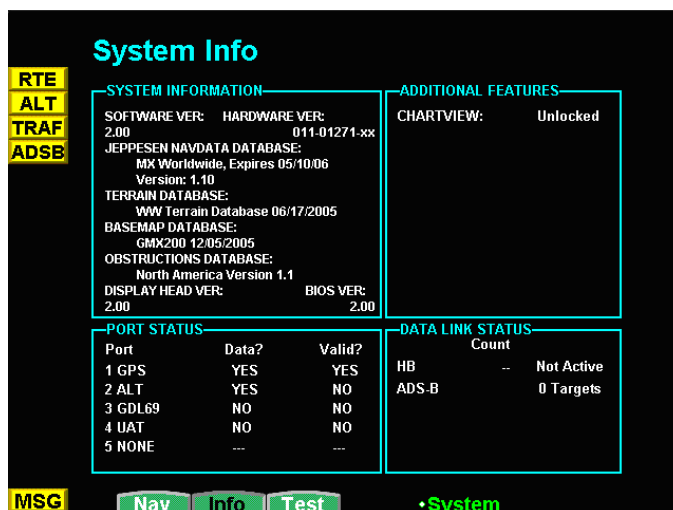 System Info
RTE
ALT
TRAF
ADSB
SYSTEM INFORMATION
SOFTWARE VER: HARDWARE VER:
2.00 011-01271-xx
JEPPESEN NAVDATA DATABASE:
MX Worldwide, Expires 05/10/06
Version: 1.10
TERRAIN DATABASE:
WW Terrain Database 06/17/2005
BASEMAP DATABASE:
GMX200 12/05/2005
OBSTRUCTIONS DATABASE:
North America Version 1.1
DISPLAY HEAD VER: BIOS VER:
2.00 2.00
ADDITIONAL FEATURES
CHARTVIEW: Unlocked
PORT STATUS
Port Data? Valid?
1 GPS YES YES
2 ALT YES NO
3 GDL69 NO NO
4 UAT NO NO
5 NONE --- ---
DATA LINK STATUS
Count
HB -- Not Active
ADS-B 0 Targets
MSG
Nav Info Test •System